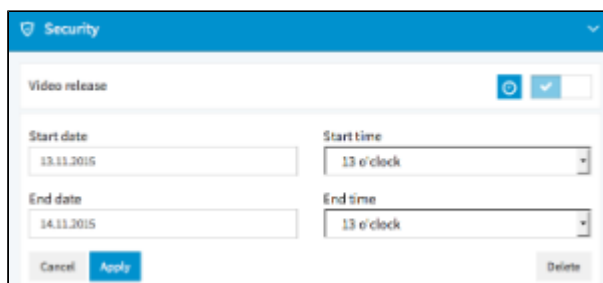 Security
Video release
Start date
Start time
13.11.2015
13 o'clock
End date
End time
14.11.2015
13 o'clock
Cancel
Apply
Delete